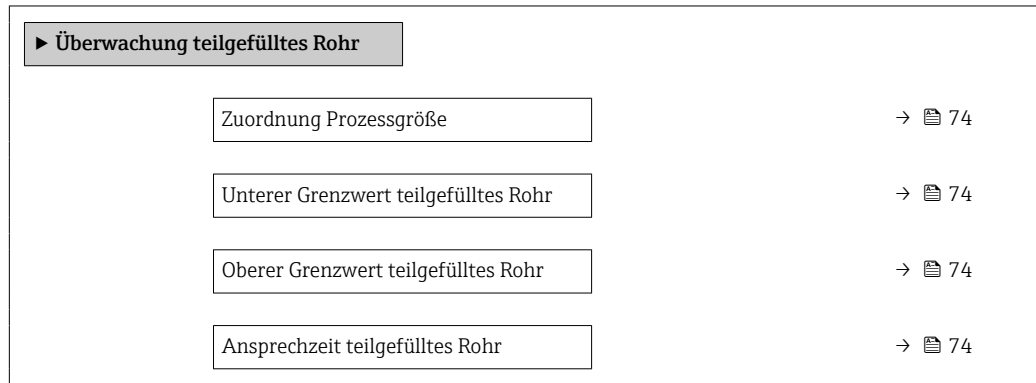 ▶ Überwachung teilgefülltes Rohr
Zuordnung Prozessgröße → 74
Unterer Grenzwert teilgefülltes Rohr → 74
Oberer Grenzwert teilgefülltes Rohr → 74
Ansprechzeit teilgefülltes Rohr → 74